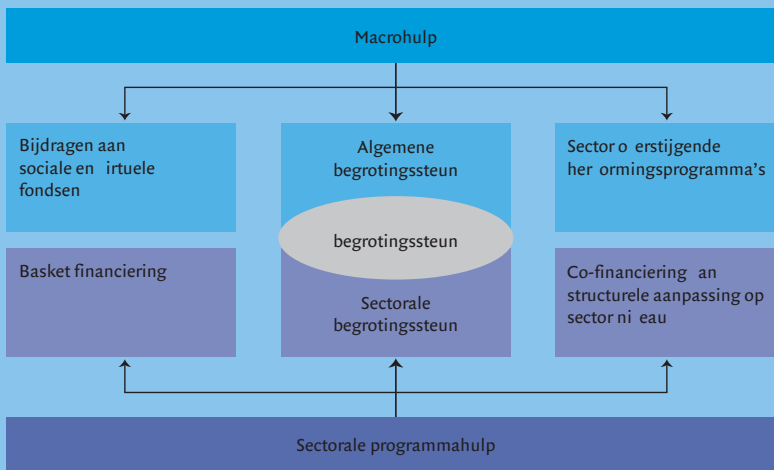 Macrohulp
Bijdragen aan
sociale en irtuele
fondsen
Algemene
begrotingssteun
Sector o erstijgende
her ormingsprogramma's
begrotingssteun
Basket financiering
Sectorale
begrotingssteun
Co-financiering an
structurele aanpassing op
sector ni eau
Sectorale programmahulp